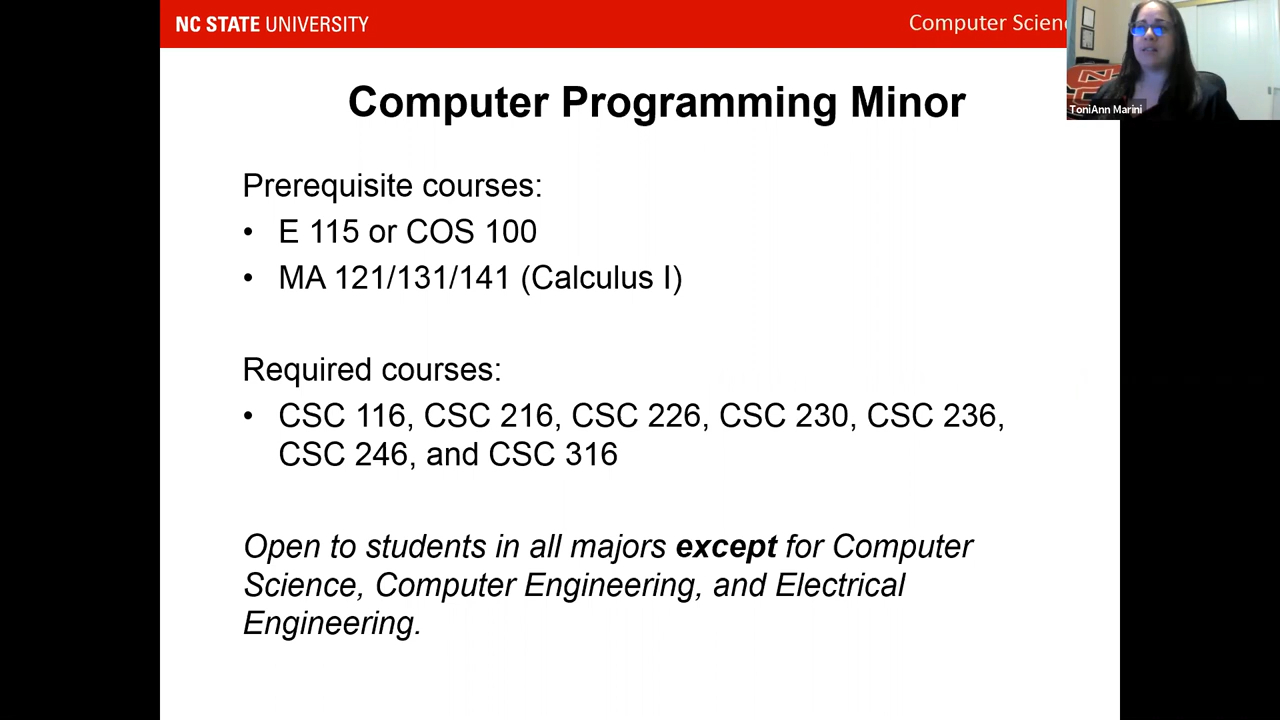 NC STATE UNIVERSITY
Computer Scienc
ToniAnn Marini
Computer Programming Minor
Prerequisite courses:
• E 115 or COS 100
• MA 121/131/141 (Calculus I)
Required courses:
• CSC 116, CSC 216, CSC 226, CSC 230, CSC 236,
CSC 246, and CSC 316
Open to students in all majors except for Computer
Science, Computer Engineering, and Electrical
Engineering.